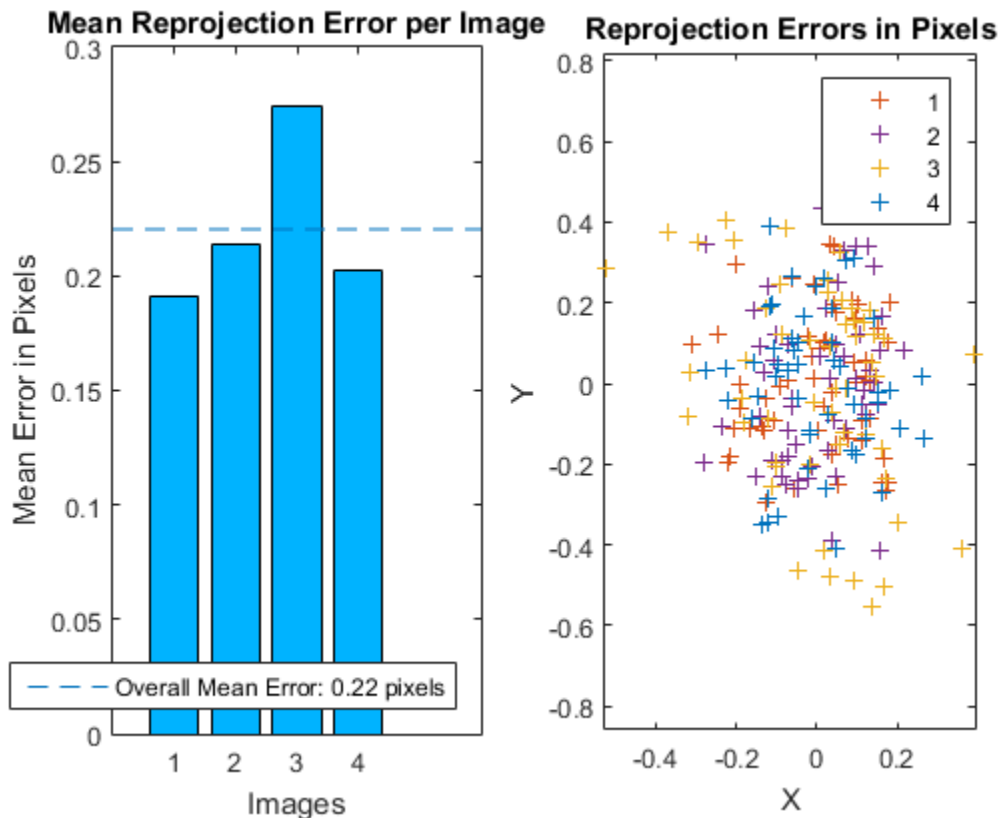 Mean Reprojection Error per Image
0.3
0.25
0.2
0.15
0.1
0.05
0
Mean Error in Pixels
Overall Mean Error: 0.22 pixels
1 2 3 4
Images
Reprojection Errors in Pixels
0.8
0.6
0.4
0.2
0
-0.2
-0.4
-0.6
-0.8
Y
1
2
3
4
-0.4 -0.2 0 0.2
X